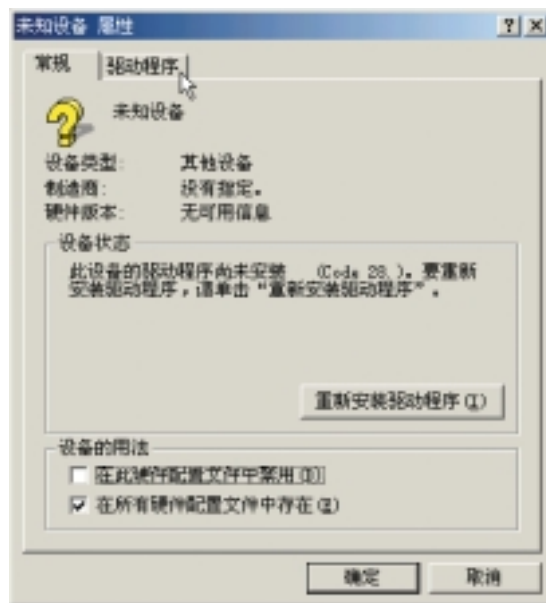 未知设备 属性
常规
驱动程序
未知设备
设备类型: 其他设备
制造商: 没有指定。
硬件版本: 无可用信息
设备状态
此设备的驱动程序尚未安装 (Code 28.)。要重新
安装驱动程序，请单击“重新安装驱动程序”。
重新安装驱动程序(I)
设备的用法
在此硬件配置文件中禁用(D)
在所有硬件配置文件中存在(E)
确定
取消